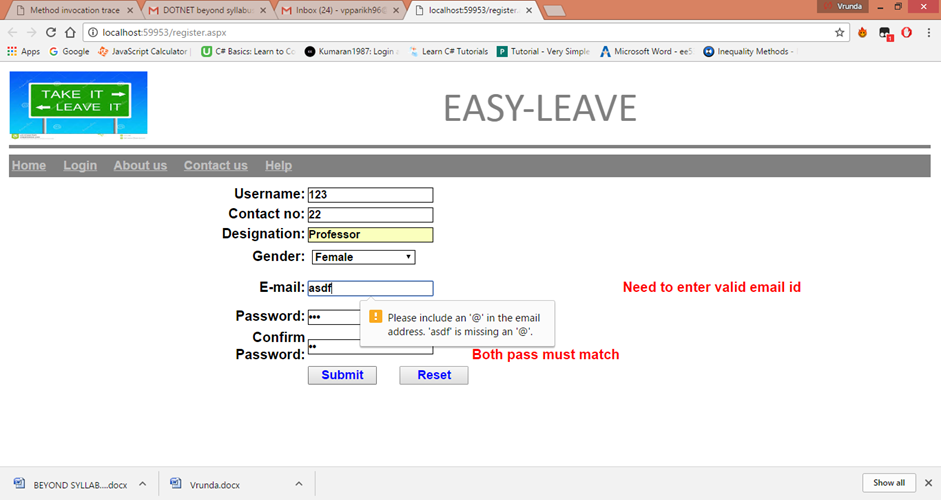 Method invocation trace
DOTNET beyond syllabu
Inbox (24) - vpparikh96@
localhost:59953/register.
Vrunda
localhost:59953/register.aspx
Apps Google JavaScript Calculator C# Basics: Learn to Co Kumaran1987: Login Learn C# Tutorials Tutorial - Very Simple Microsoft Word - ee5 Inequality Methods -
TAKE IT
LEAVE IT
EASY-LEAVE
Home Login About us Contact us Help
Username: 123
Contact no: 22
Designation: Professor
Gender: Female
E-mail: asdf Need to enter valid email id
Please include an '@' in the email
address. 'asdf' is missing an '@'.
Password: •••
Confirm
Password: •• Both pass must match
Submit Reset
BEYOND SYLLAB....docx Vrunda.docx Show all